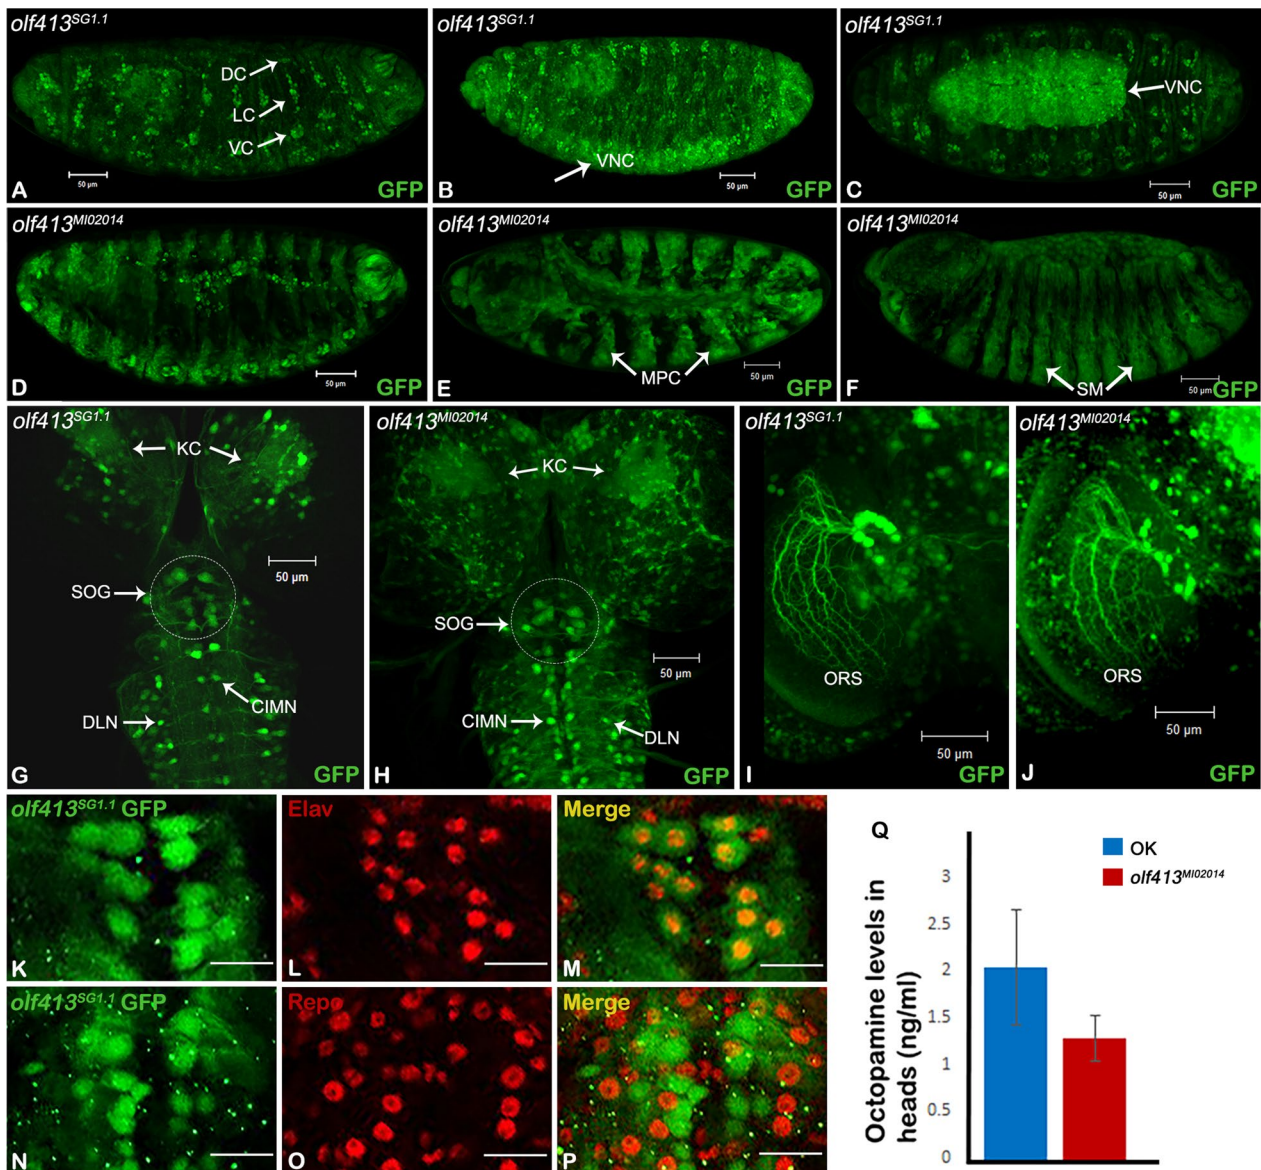 olf413SG1.1
DC
LC
VC
50 µm
A
GFP
olf413SG1.1
VNC
50 µm
B
GFP
olf413SG1.1
VNC
50 µm
C
GFP
olf413MI02014
50 µm
D
GFP
olf413MI02014
MPC
50 µm
E
GFP
olf413MI02014
SM
50 µm
F
GFP
olf413SG1.1
KC
50 µm
SOG
CIMN
DLN
G
GFP
olf413MI02014
KC
SOG
50 µm
CIMN
DLN
H
GFP
olf413SG1.1
ORS
50 µm
I
GFP
olf413MI02014
ORS
50 µm
J
GFP
olf413SG1.1 GFP
K
Elav
L
Merge
M
olf413SG1.1 GFP
N
Repo
O
Merge
P
Q
OK
olf413MI02014
Octopamine levels in
heads (ng/ml)
3
2.5
2
1.5
1
0.5
0